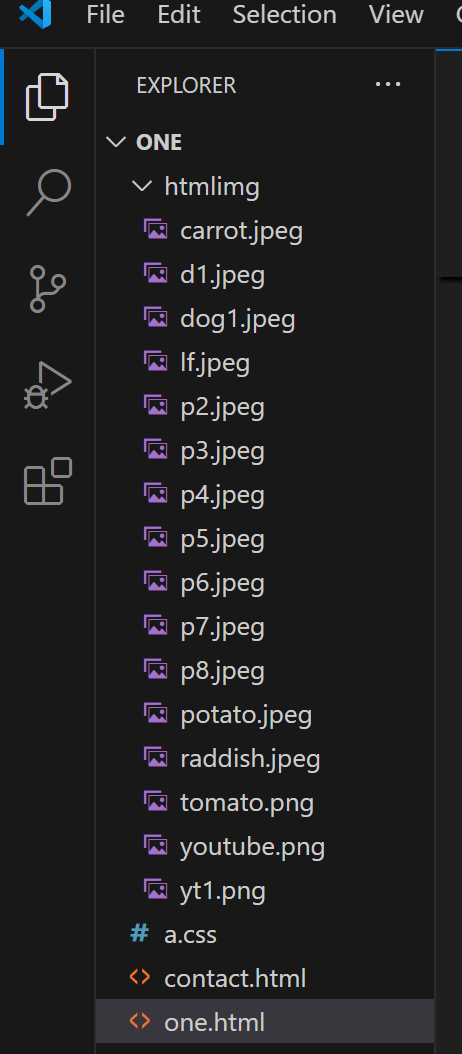 File Edit Selection View
EXPLORER ...
ONE
htmlimg
carrot.jpeg
d1.jpeg
dog1.jpeg
lf.jpeg
p2.jpeg
p3.jpeg
p4.jpeg
p5.jpeg
p6.jpeg
p7.jpeg
p8.jpeg
potato.jpeg
raddish.jpeg
tomato.png
youtube.png
yt1.png
# a.css
<> contact.html
<> one.html